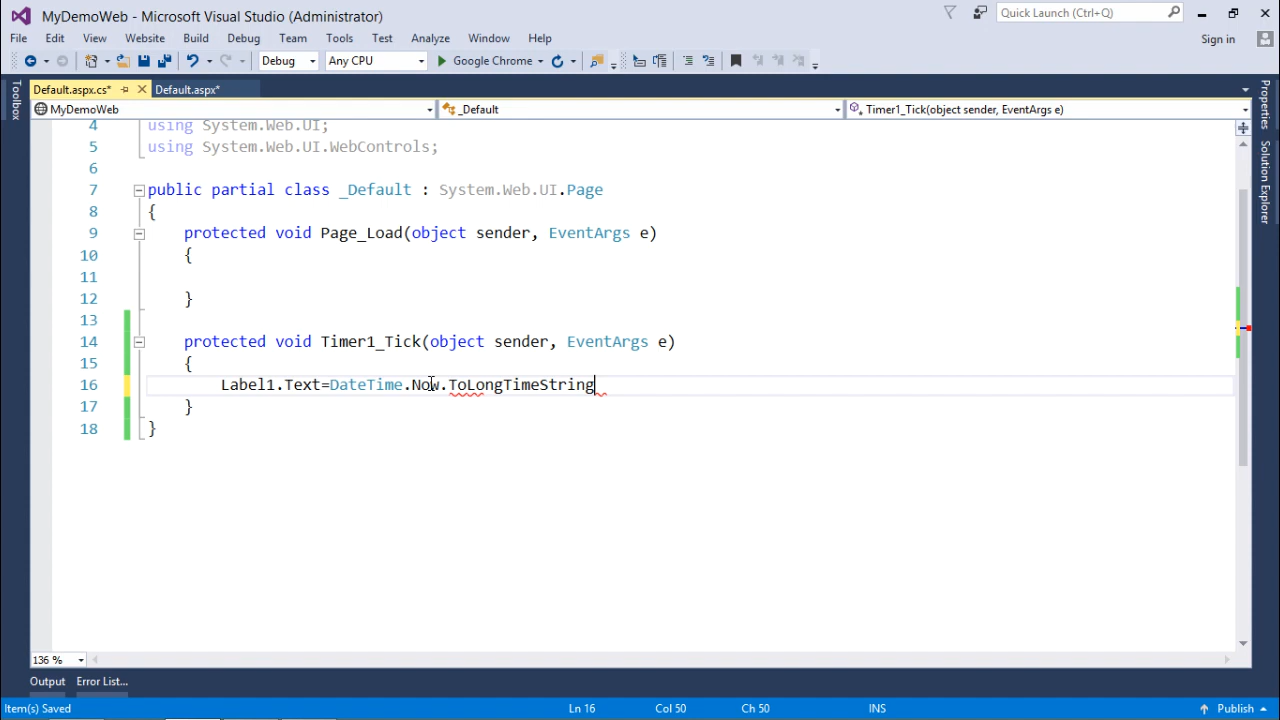 MyDemoWeb - Microsoft Visual Studio (Administrator)
Quick Launch (Ctrl+Q)
File Edit View Website Build Debug Team Tools Test Analyze Window Help
Sign in
Debug Any CPU Google Chrome
Default.aspx.cs* Default.aspx*
MyDemoWeb _Default Timer1_Tick(object sender, EventArgs e)
Toolbox
Properties
Solution Explorer
4 using System.Web.UI;
5 using System.Web.UI.WebControls;
6
7 public partial class _Default : System.Web.UI.Page
8 {
9 protected void Page_Load(object sender, EventArgs e)
10 {
11
12 }
13
14 protected void Timer1_Tick(object sender, EventArgs e)
15 {
16 Label1.Text=DateTime.Now.ToLongTimeString
17 }
18 }
136 %
Output Error List...
Item(s) Saved Ln 16 Col 50 Ch 50 INS Publish